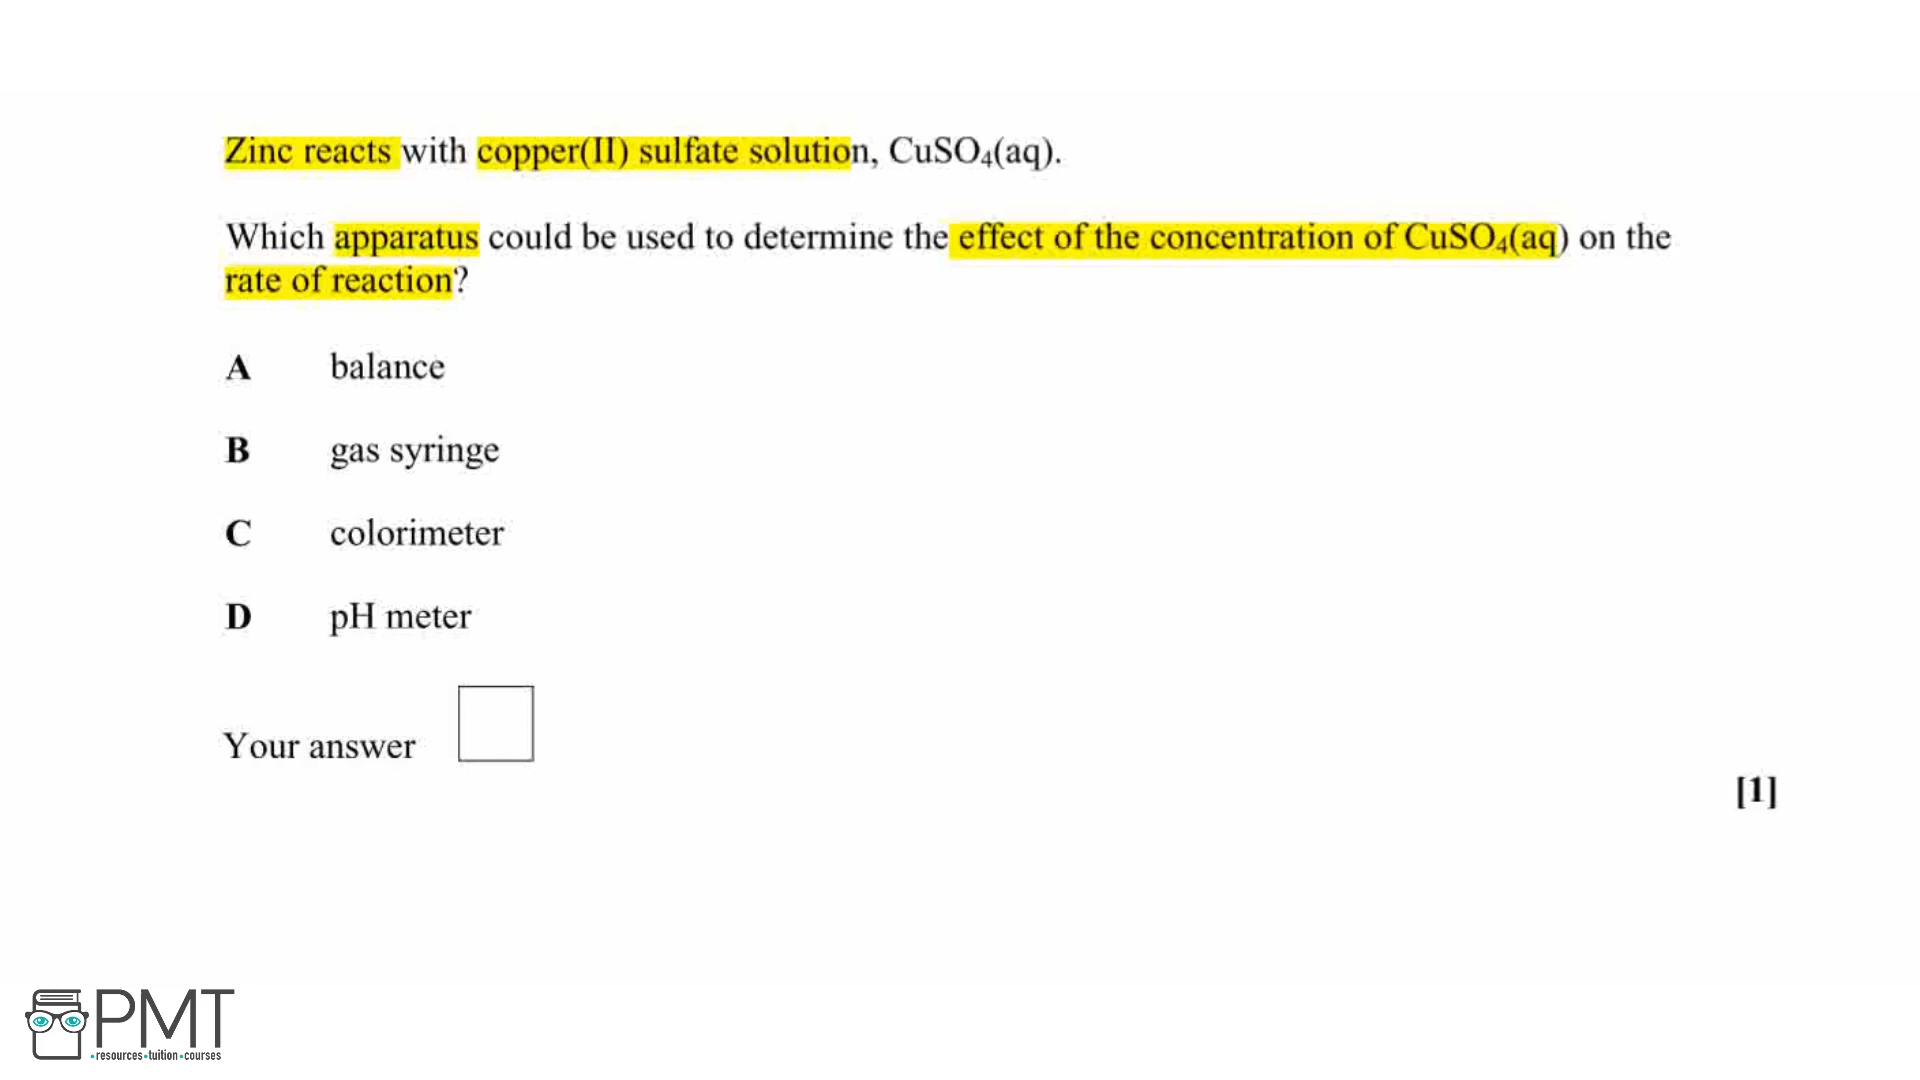 Zinc reacts with copper(II) sulfate solution, CuSO₄(aq).
Which apparatus could be used to determine the effect of the concentration of CuSO₄(aq) on the
rate of reaction?
A balance
B gas syringe
C colorimeter
D pH meter
Your answer
[1]
PMT
•resources•tuition•courses